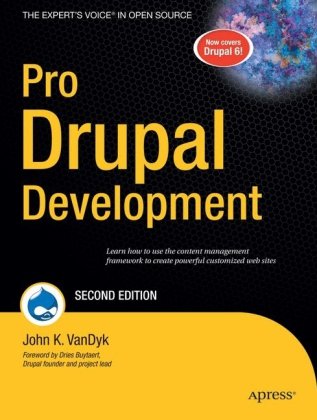 THE EXPERT'S VOICE® IN OPEN SOURCE
Now covers
Drupal 6!
Pro
Drupal
Development
Learn how to use the content management
framework to create powerful customized web sites
SECOND EDITION
John K. VanDyk
Foreword by Dries Buytaert,
Drupal founder and project lead
Apress®